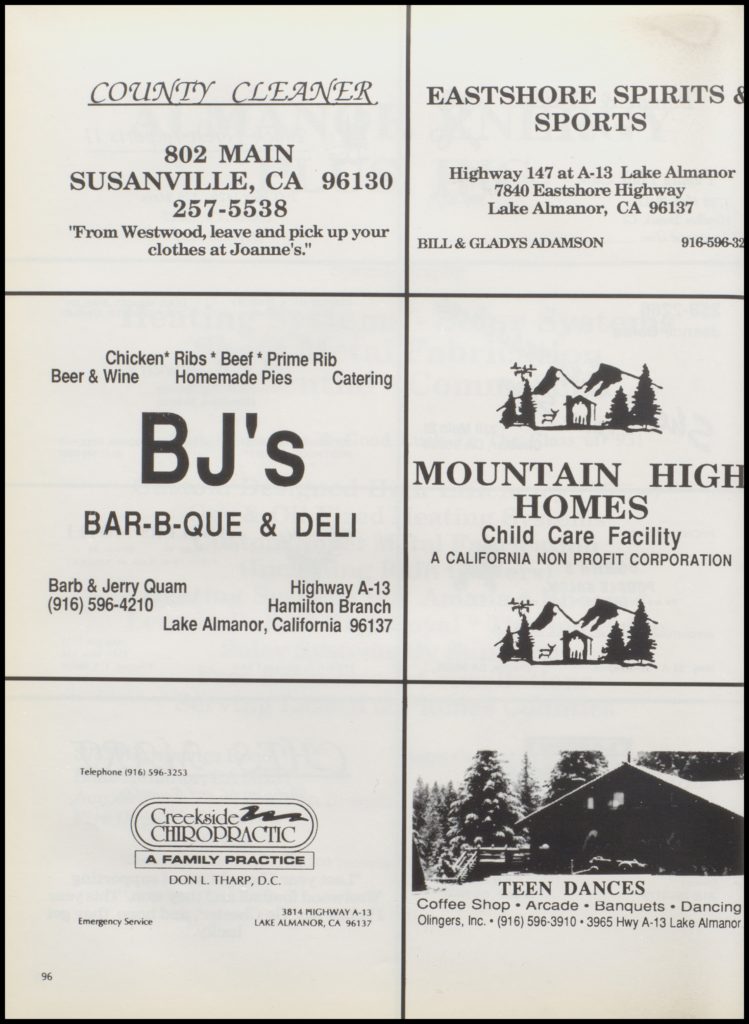 COUNTY CLEANER
802 MAIN
SUSANVILLE, CA 96130
257-5538
"From Westwood, leave and pick up your
clothes at Joanne's."
EASTSHORE SPIRITS &
SPORTS
Highway 147 at A-13 Lake Almanor
7840 Eastshore Highway
Lake Almanor, CA 96137
BILL & GLADYS ADAMSON 916-596-32
Chicken* Ribs * Beef * Prime Rib
Beer & Wine Homemade Pies Catering
BJ's
BAR-B-QUE & DELI
Barb & Jerry Quam Highway A-13
(916) 596-4210 Hamilton Branch
Lake Almanor, California 96137
MOUNTAIN HIGH
HOMES
Child Care Facility
A CALIFORNIA NON PROFIT CORPORATION
Telephone (916) 596-3253
Creekside
CHIROPRACTIC
A FAMILY PRACTICE
DON L. THARP, D.C.
3814 HIGHWAY A-13
Emergency Service LAKE ALMANOR, CA 96137
TEEN DANCES
Coffee Shop • Arcade • Banquets • Dancing
Olingers, Inc. • (916) 596-3910 • 3965 Hwy A-13 Lake Almanor
96